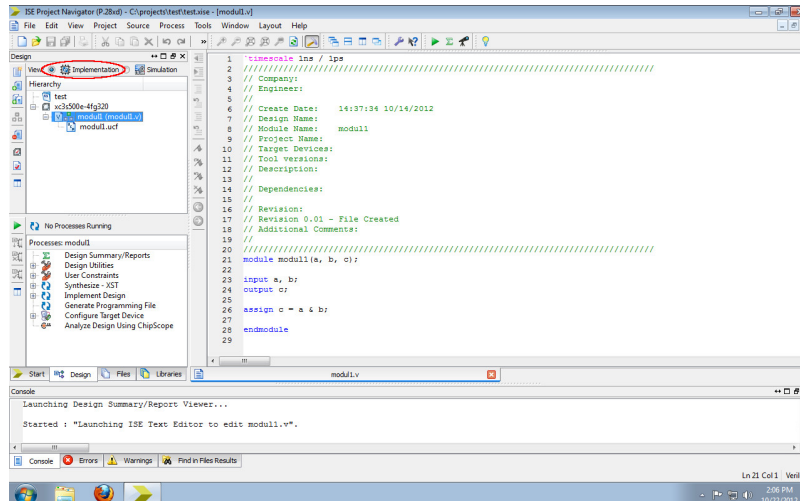 ISE Project Navigator (P.28xd) - C:\projects\test\test.xise - [modul1.v]
File Edit View Project Source Process Tools Window Layout Help
Design
View: Implementation Simulation
Hierarchy
test
xc3s500e-4fg320
modul1 (modul1.v)
modul1.ucf
No Processes Running
Processes: modul1
Design Summary/Reports
Design Utilities
User Constraints
Synthesize - XST
Implement Design
Generate Programming File
Configure Target Device
Analyze Design Using ChipScope
Start Design Files Libraries
1 `timescale 1ns / 1ps
2 //////////////////////////////////////////////////////////////////////////////////
3 // Company:
4 // Engineer:
5 //
6 // Create Date:    14:37:34 10/14/2012
7 // Design Name:
8 // Module Name:    modul1
9 // Project Name:
10 // Target Devices:
11 // Tool versions:
12 // Description:
13 //
14 // Dependencies:
15 //
16 // Revision:
17 // Revision 0.01 - File Created
18 // Additional Comments:
19 //
20 //////////////////////////////////////////////////////////////////////////////////
21 module modul1(a, b, c);
22
23 input a, b;
24 output c;
25
26 assign c = a & b;
27
28 endmodule
29
modul1.v
Console
Launching Design Summary/Report Viewer...
Started : "Launching ISE Text Editor to edit modul1.v".
Console Errors Warnings Find in Files Results
Ln 21 Col 1 Veril
2:06 PM